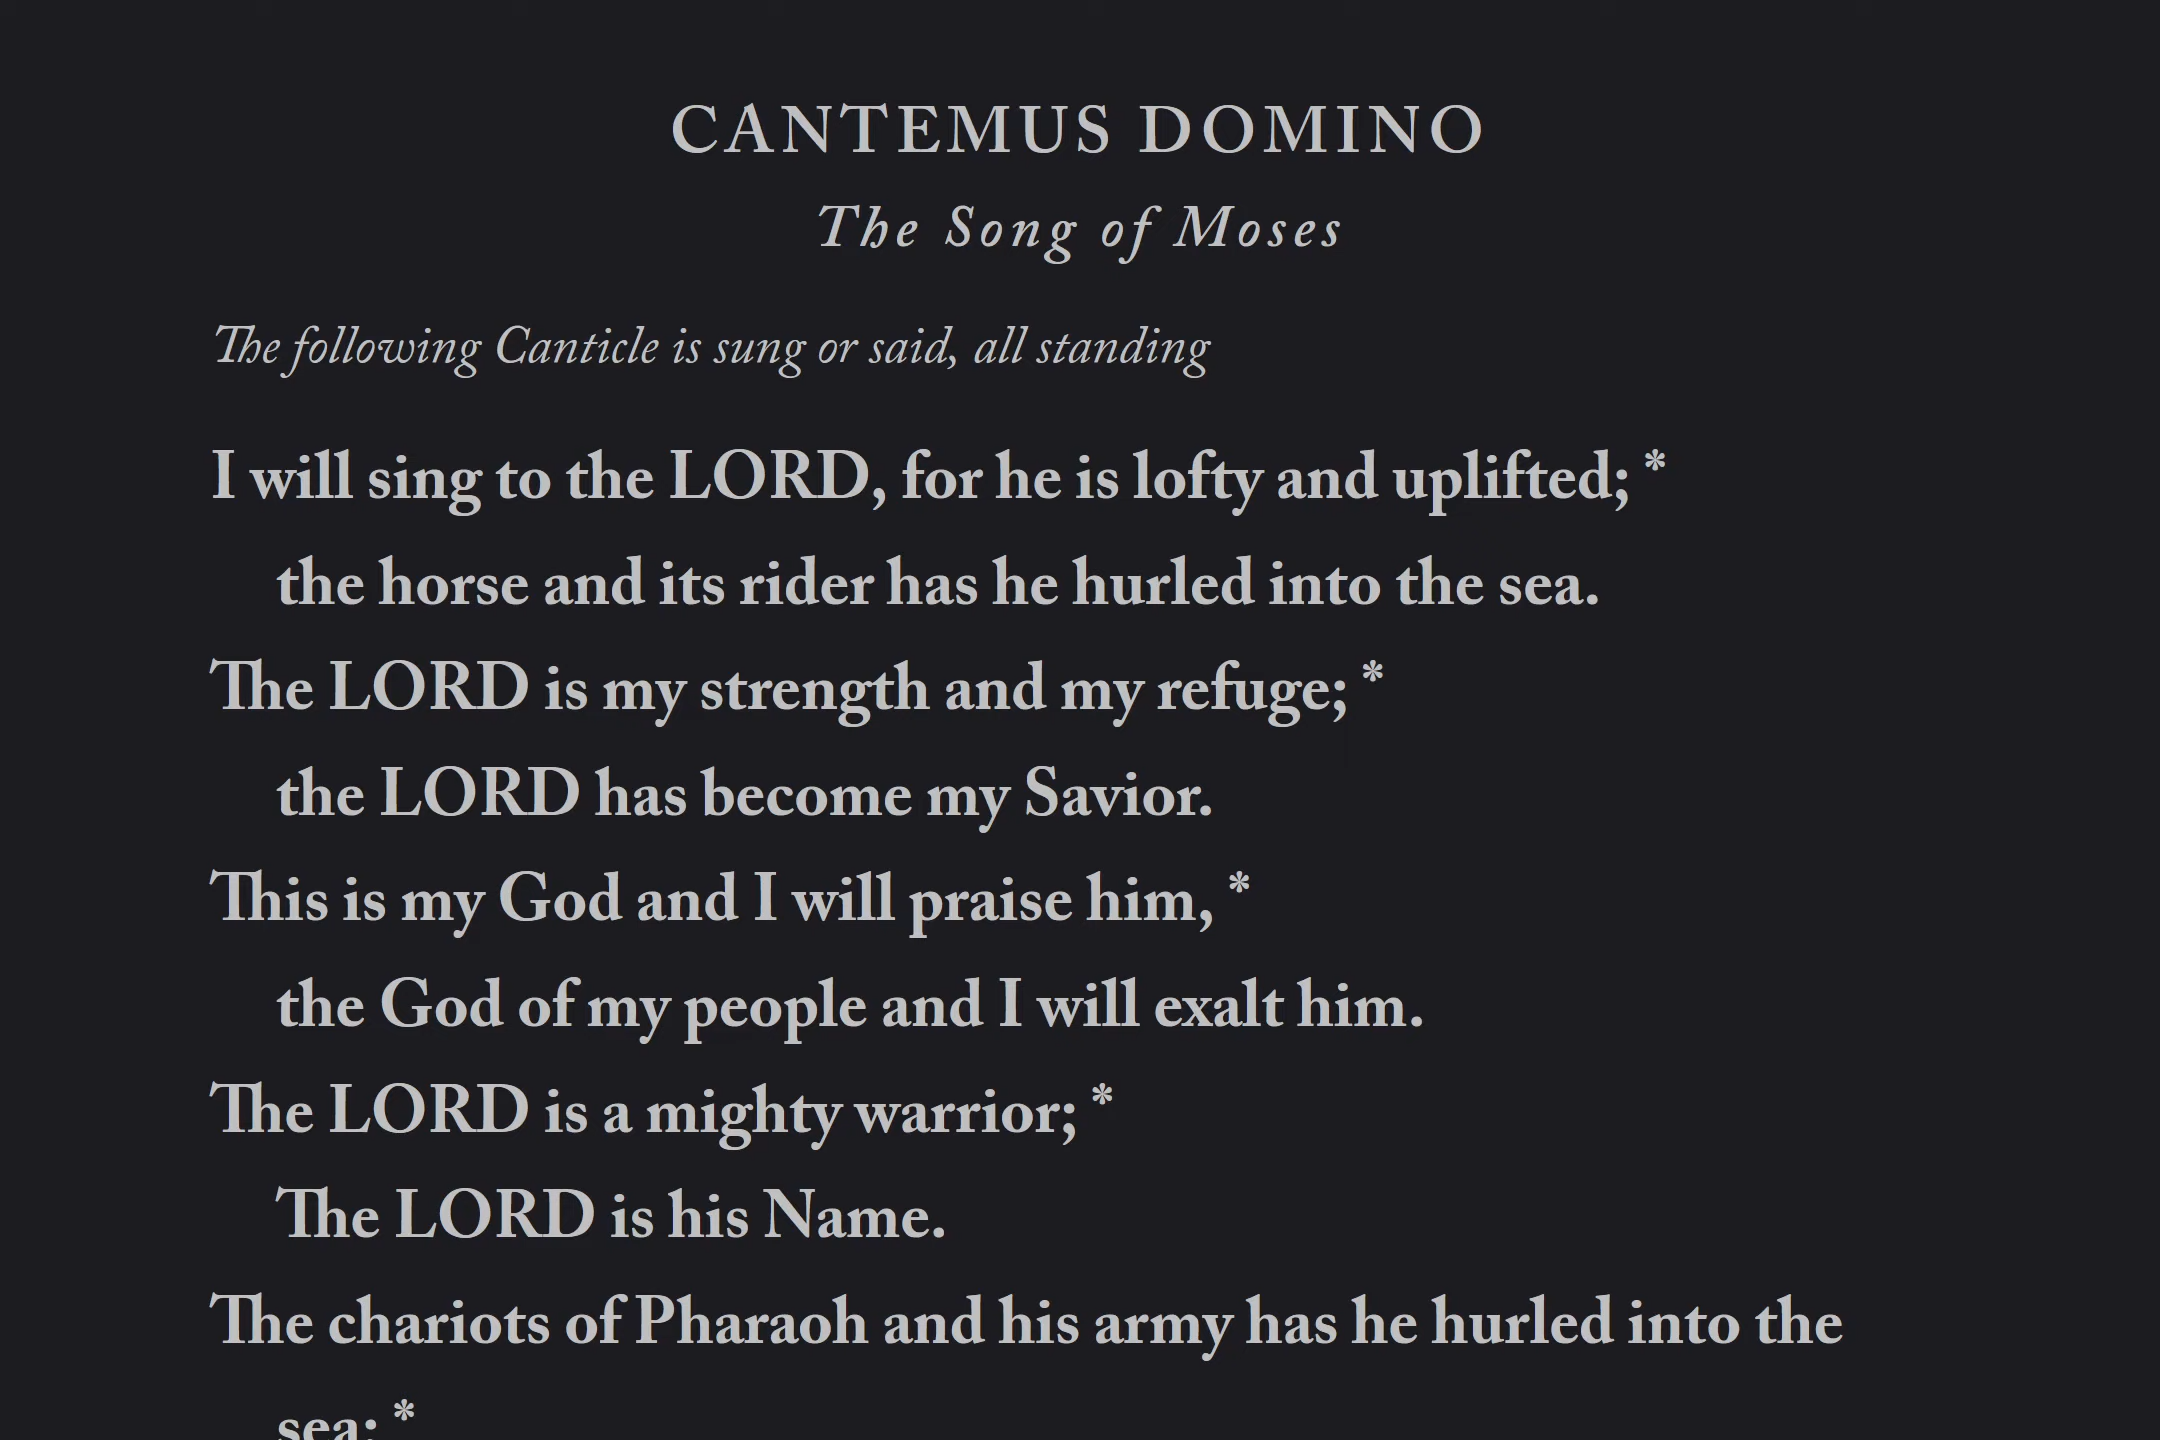 CANTEMUS DOMINO
The Song of Moses
The following Canticle is sung or said, all standing
I will sing to the LORD, for he is lofty and uplifted; *
the horse and its rider has he hurled into the sea.
The LORD is my strength and my refuge; *
the LORD has become my Savior.
This is my God and I will praise him, *
the God of my people and I will exalt him.
The LORD is a mighty warrior; *
The LORD is his Name.
The chariots of Pharaoh and his army has he hurled into the
sea; *